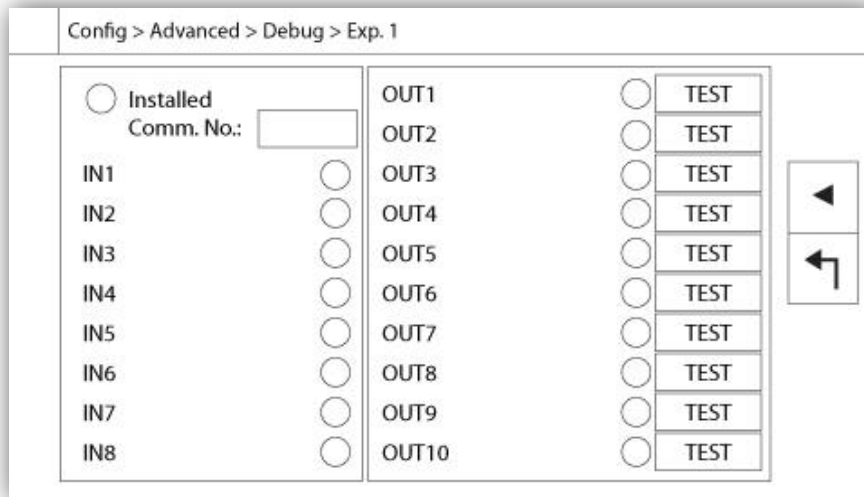 Config > Advanced > Debug > Exp. 1
Installed
Comm. No.:
IN1
IN2
IN3
IN4
IN5
IN6
IN7
IN8
OUT1 TEST
OUT2 TEST
OUT3 TEST
OUT4 TEST
OUT5 TEST
OUT6 TEST
OUT7 TEST
OUT8 TEST
OUT9 TEST
OUT10 TEST